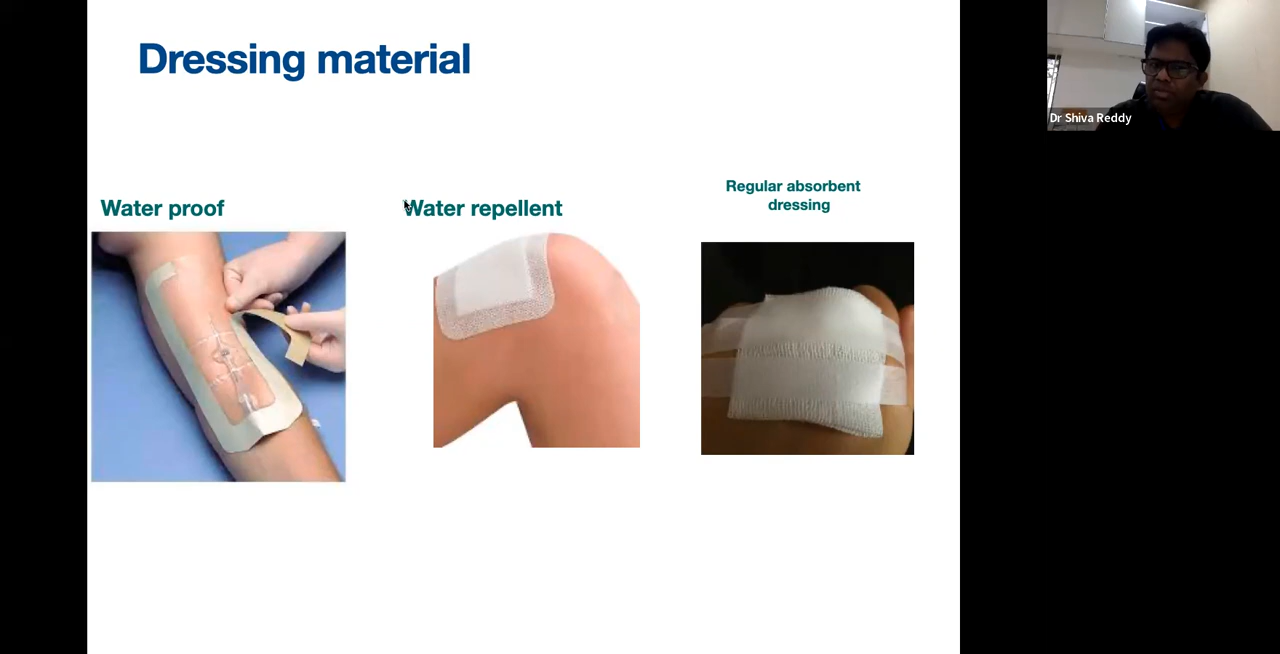 Dressing material
Water proof
Water repellent
Regular absorbent
dressing
Dr Shiva Reddy